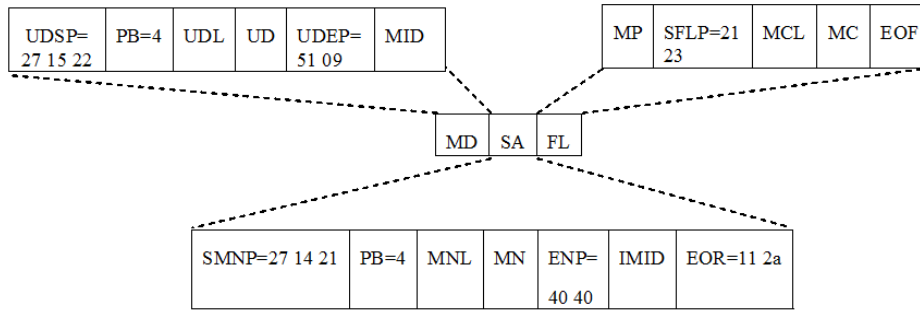 UDSP= 27 15 22 PB=4 UDL UD UDEP= 51 09 MID
MP SFLP=21 23 MCL MC EOF
MD SA FL
SMNP=27 14 21 PB=4 MNL MN ENP= 40 40 IMID EOR=11 2a